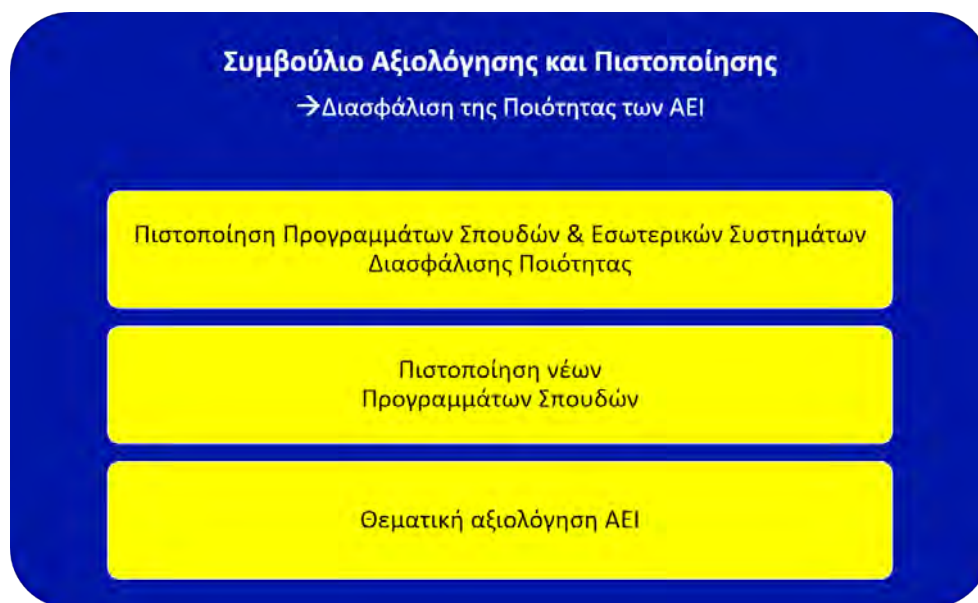 Συμβούλιο Αξιολόγησης και Πιστοποίησης
→Διασφάλιση της Ποιότητας των ΑΕΙ
Πιστοποίηση Προγραμμάτων Σπουδών & Εσωτερικών Συστημάτων
Διασφάλισης Ποιότητας
Πιστοποίηση νέων
Προγραμμάτων Σπουδών
Θεματική αξιολόγηση ΑΕΙ